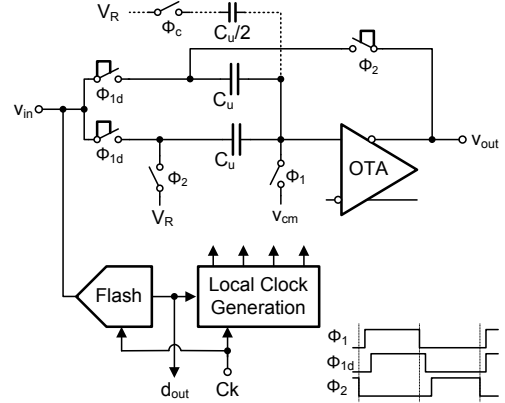 V_R
Φ_c
C_u/2
Φ_2
Φ_1d
C_u
v_in
Φ_1d
C_u
Φ_2
Φ_1
OTA
v_out
V_R
v_cm
Flash
Local Clock
Generation
d_out
Ck
Φ_1
Φ_1d
Φ_2